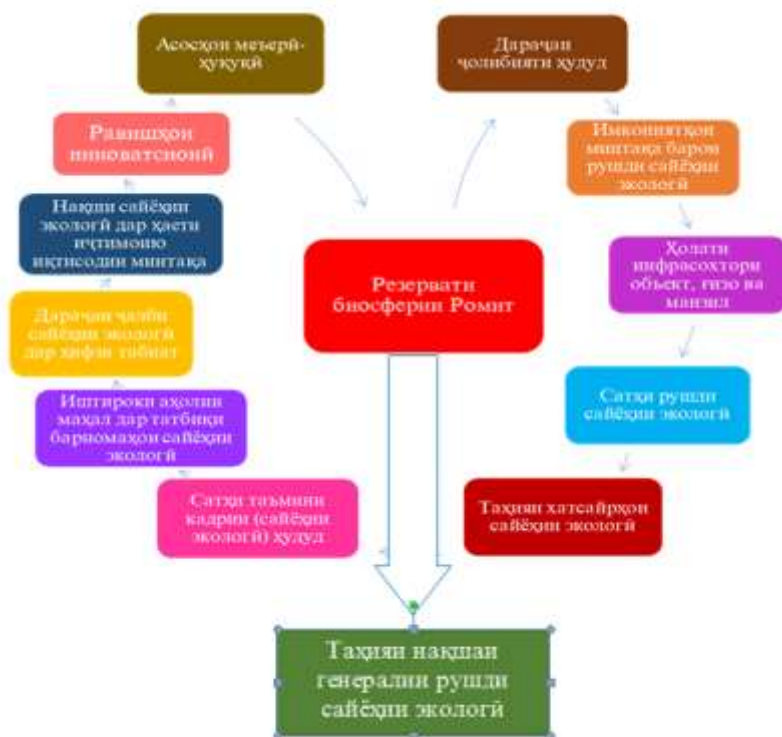 Асосҳои меъерӣ-
ҳуқуқӣ
Дараҷаи
ҷолибияти ҳудуд
Равишҳои
инноватсионӣ
Имкониятҳои
минтақа барои
рушди сайёҳии
экологӣ
Нақши сайёҳии
экологӣ дар ҳаети
иҷтимоию
иқтисодии минтақа
Ҳолати
инфрасохтори
объект, ғизо ва
манзил
Резервати
биосферии Ромит
Дараҷаи ҷалби
сайёҳии экологӣ
дар ҳифзи табиат
Сатҳи рушди
сайёҳии экологӣ
Иштироки аҳолии
маҳал дар татбиқи
барномаҳои сайёҳии
экологӣ
Сатҳи таъмини
кадрии (сайёҳии
экологӣ) ҳудуд
Таҳияи хатсайрҳои
сайёҳии экологӣ
Таҳияи нақшаи
генералии рушди
сайёҳии экологӣ